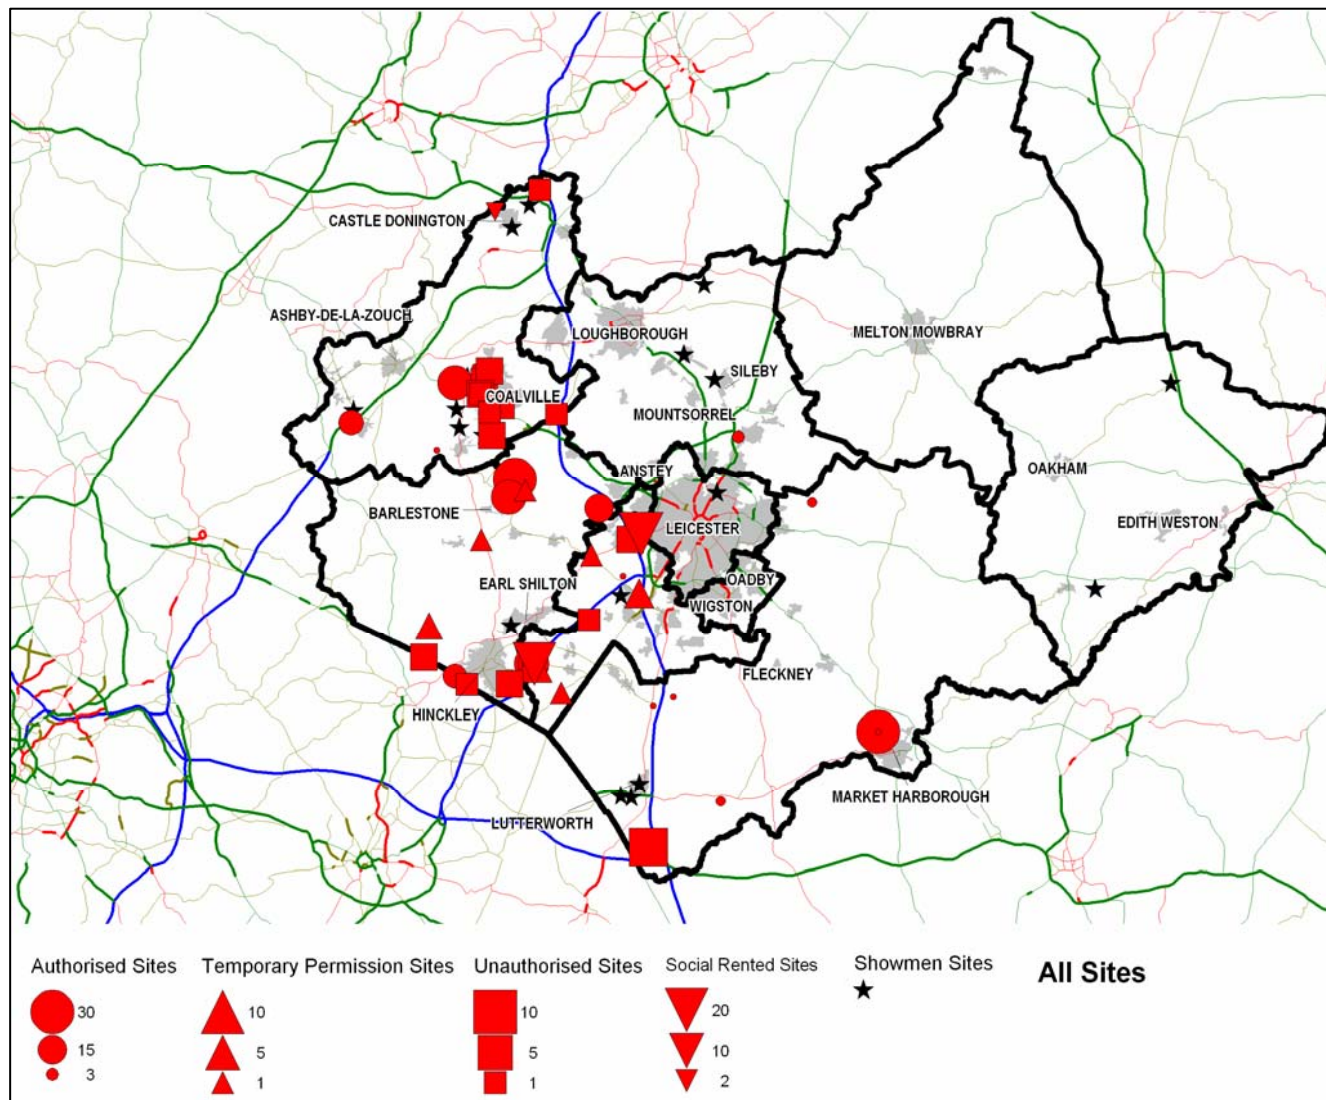 CASTLE DONINGTON
ASHBY-DE-LA-ZOUCH
LOUGHBOROUGH
MELTON MOWBRAY
SILEBY
COALVILLE
MOUNTSORREL
OAKHAM
ANSTEY
BARLESTONE
LEICESTER
EDITH WESTON
EARL SHILTON
OADBY
WIGSTON
FLECKNEY
HINCKLEY
MARKET HARBOROUGH
LUTTERWORTH
Authorised Sites
30
15
3
Temporary Permission Sites
10
5
1
Unauthorised Sites
10
5
1
Social Rented Sites
20
10
2
Showmen Sites
All Sites